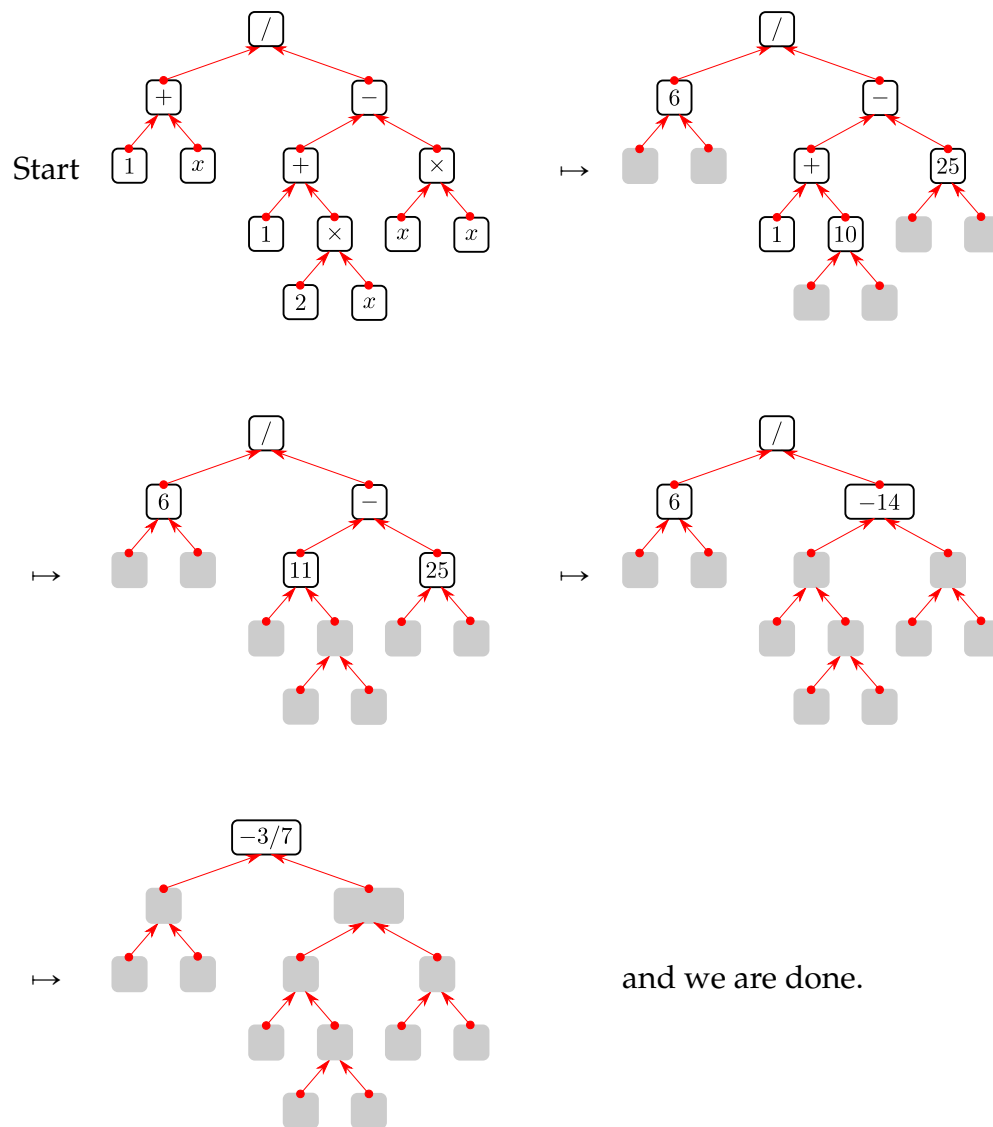 / /
+ − 6 −
Start 1 x + × ↦ + 25
1 × x x 1 10
2 x
/ /
6 − 6 −14
↦ 11 25 ↦
−3/7
↦ and we are done.